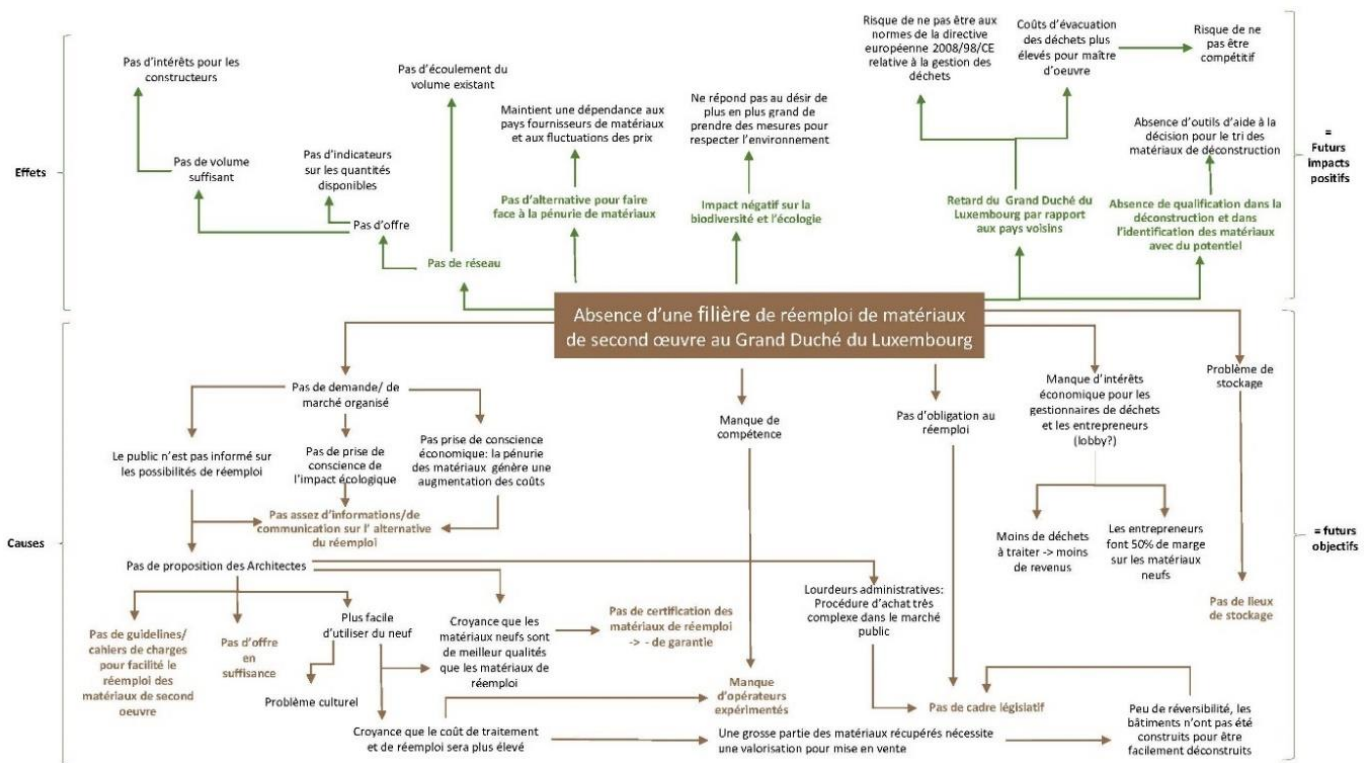 Risque de ne pas être aux
normes de la directive
européenne 2008/98/CE
relative à la gestion des
déchets
Coûts d'évacuation
des déchets plus
élevés pour maître
d'oeuvre
Risque de ne
pas être
compétitif
Pas d'intérêts pour les
constructeurs
Pas d'écoulement du
volume existant
Maintient une dépendance aux
pays fournisseurs de matériaux
et aux fluctuations des prix
Ne répond pas au désir de
plus en plus grand de
prendre des mesures pour
respecter l'environnement
Absence d'outils d'aide à la
décision pour le tri des
matériaux de déconstruction
=
Futurs
impacts
positifs
Effets
Pas de volume
suffisant
Pas d'indicateurs
sur les quantités
disponibles
Pas d'offre
Pas de réseau
Pas d'alternative pour faire
face à la pénurie de matériaux
Impact négatif sur la
biodiversité et l'écologie
Retard du Grand Duché du
Luxembourg par rapport
aux pays voisins
Absence de qualification dans la
déconstruction et dans
l'identification des matériaux
avec du potentiel
Absence d'une filière de réemploi de matériaux
de second œuvre au Grand Duché du Luxembourg
Causes
Pas de demande/ de
marché organisé
Manque de
compétence
Pas d'obligation au
réemploi
Manque d'intérêts
économique pour les
gestionnaires de déchets
et les entrepreneurs
(lobby?)
Problème de
stockage
Le public n'est pas informé sur
les possibilités de réemploi
Pas de prise de
conscience de
l'impact écologique
Pas prise de conscience
économique: la pénurie
des matériaux génère une
augmentation des coûts
Pas assez d'informations/de
communication sur l' alternative
du réemploi
Moins de déchets
à traiter -> moins
de revenus
Les entrepreneurs
font 50% de marge
sur les matériaux
neufs
= futurs
objectifs
Pas de proposition des Architectes
Pas de guidelines/
cahiers de charges
pour facilité le
réemploi des
matériaux de second
oeuvre
Pas d'offre
en
suffisance
Plus facile
d'utiliser du neuf
Croyance que les
matériaux neufs sont
de meilleur qualités
que les matériaux de
réemploi
Pas de certification des
matériaux de réemploi
-> - de garantie
Lourdeurs administratives:
Procédure d'achat très
complexe dans le marché
public
Pas de lieux
de stockage
Problème culturel
Manque
d'opérateurs
expérimentés
Pas de cadre législatif
Croyance que le coût de traitement
et de réemploi sera plus élevé
Une grosse partie des matériaux récupérés nécessite
une valorisation pour mise en vente
Peu de réversibilité, les
bâtiments n'ont pas été
construits pour être
facilement déconstruits